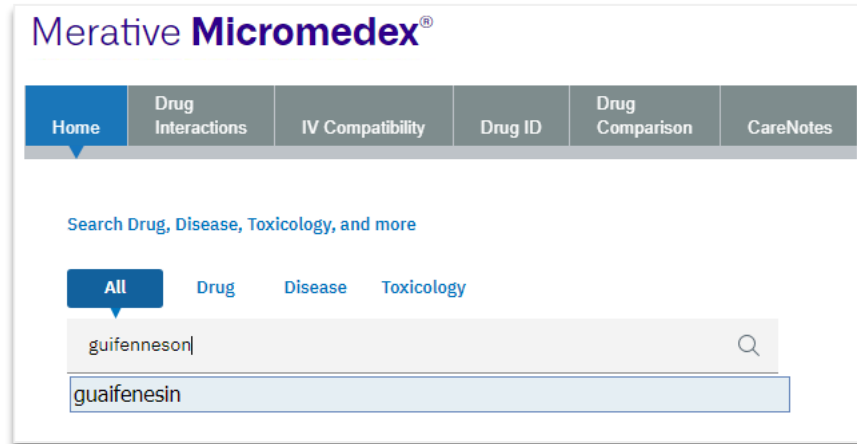 Merative Micromedex®
Home
Drug
Interactions
IV Compatibility
Drug ID
Drug
Comparison
CareNotes
Search Drug, Disease, Toxicology, and more
All Drug Disease Toxicology
guifenneson
guaifenesin